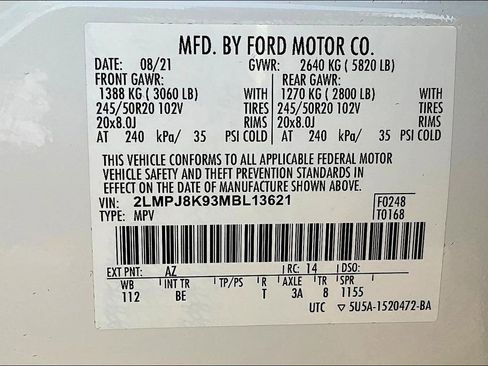 MFD. BY FORD MOTOR CO.
DATE: 08/21 GVWR: 2640 KG ( 5820 LB)
FRONT GAWR: REAR GAWR:
1388 KG ( 3060 LB) 1270 KG ( 2800 LB)
245/50R20 102V TIRES 245/50R20 102V TIRES
20x8.0J RIMS 20x8.0J RIMS
AT 240 kPa/ 35 PSI COLD AT 240 kPa/ 35 PSI COLD
THIS VEHICLE CONFORMS TO ALL APPLICABLE FEDERAL MOTOR
VEHICLE SAFETY AND THEFT PREVENTION STANDARDS IN
EFFECT ON THE DATE OF MANUFACTURE SHOWN ABOVE.
VIN: 2LMPJ8K93MBL13621 F0248
TYPE: MPV T0168
EXT PNT: AZ RC: 14 DSO:
WB INT TR TP/PS R AXLE TR SPR
112 BE T 3A 8 1155
UTC ▽ 5U5A-1520472-BA